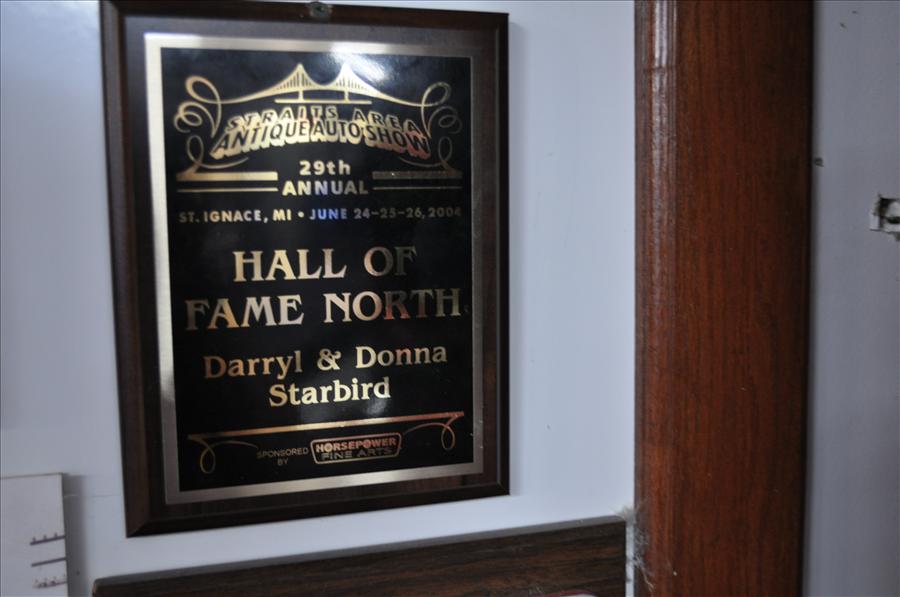 STRAITS AREA
ANTIQUE AUTO SHOW
29th
ANNUAL
ST. IGNACE, MI • JUNE 24-25-26, 2004
HALL OF
FAME NORTH
Darryl & Donna
Starbird
SPONSORED
BY
HORSEPOWER
FINE ARTS